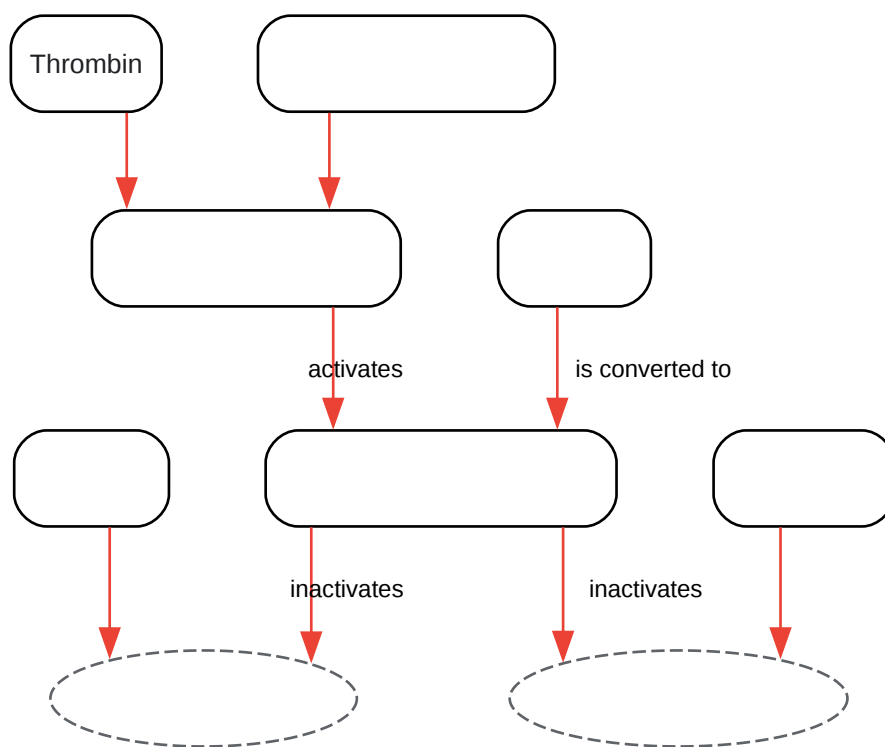 Thrombin
activates
is converted to
inactivates
inactivates